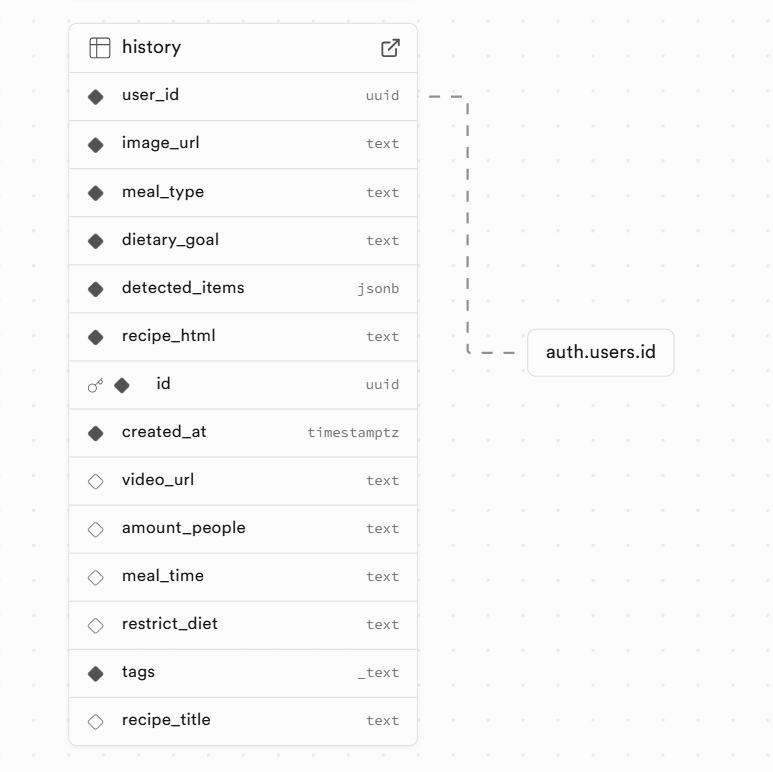 history
user_id uuid
image_url text
meal_type text
dietary_goal text
detected_items jsonb
recipe_html text
id uuid
auth.users.id
created_at timestamptz
video_url text
amount_people text
meal_time text
restrict_diet text
tags _text
recipe_title text